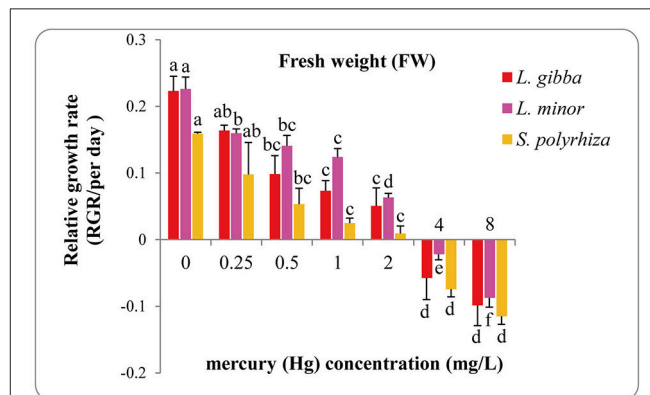 Fresh weight (FW)
L. gibba
L. minor
S. polyrhiza
Relative growth rate
(RGR/per day)
0.3
0.2
0.1
0
-0.1
-0.2
a a a
ab b ab
bc bc bc
c c c
c d c
d e d
d f d
0 0.25 0.5 1 2 4 8
mercury (Hg) concentration (mg/L)